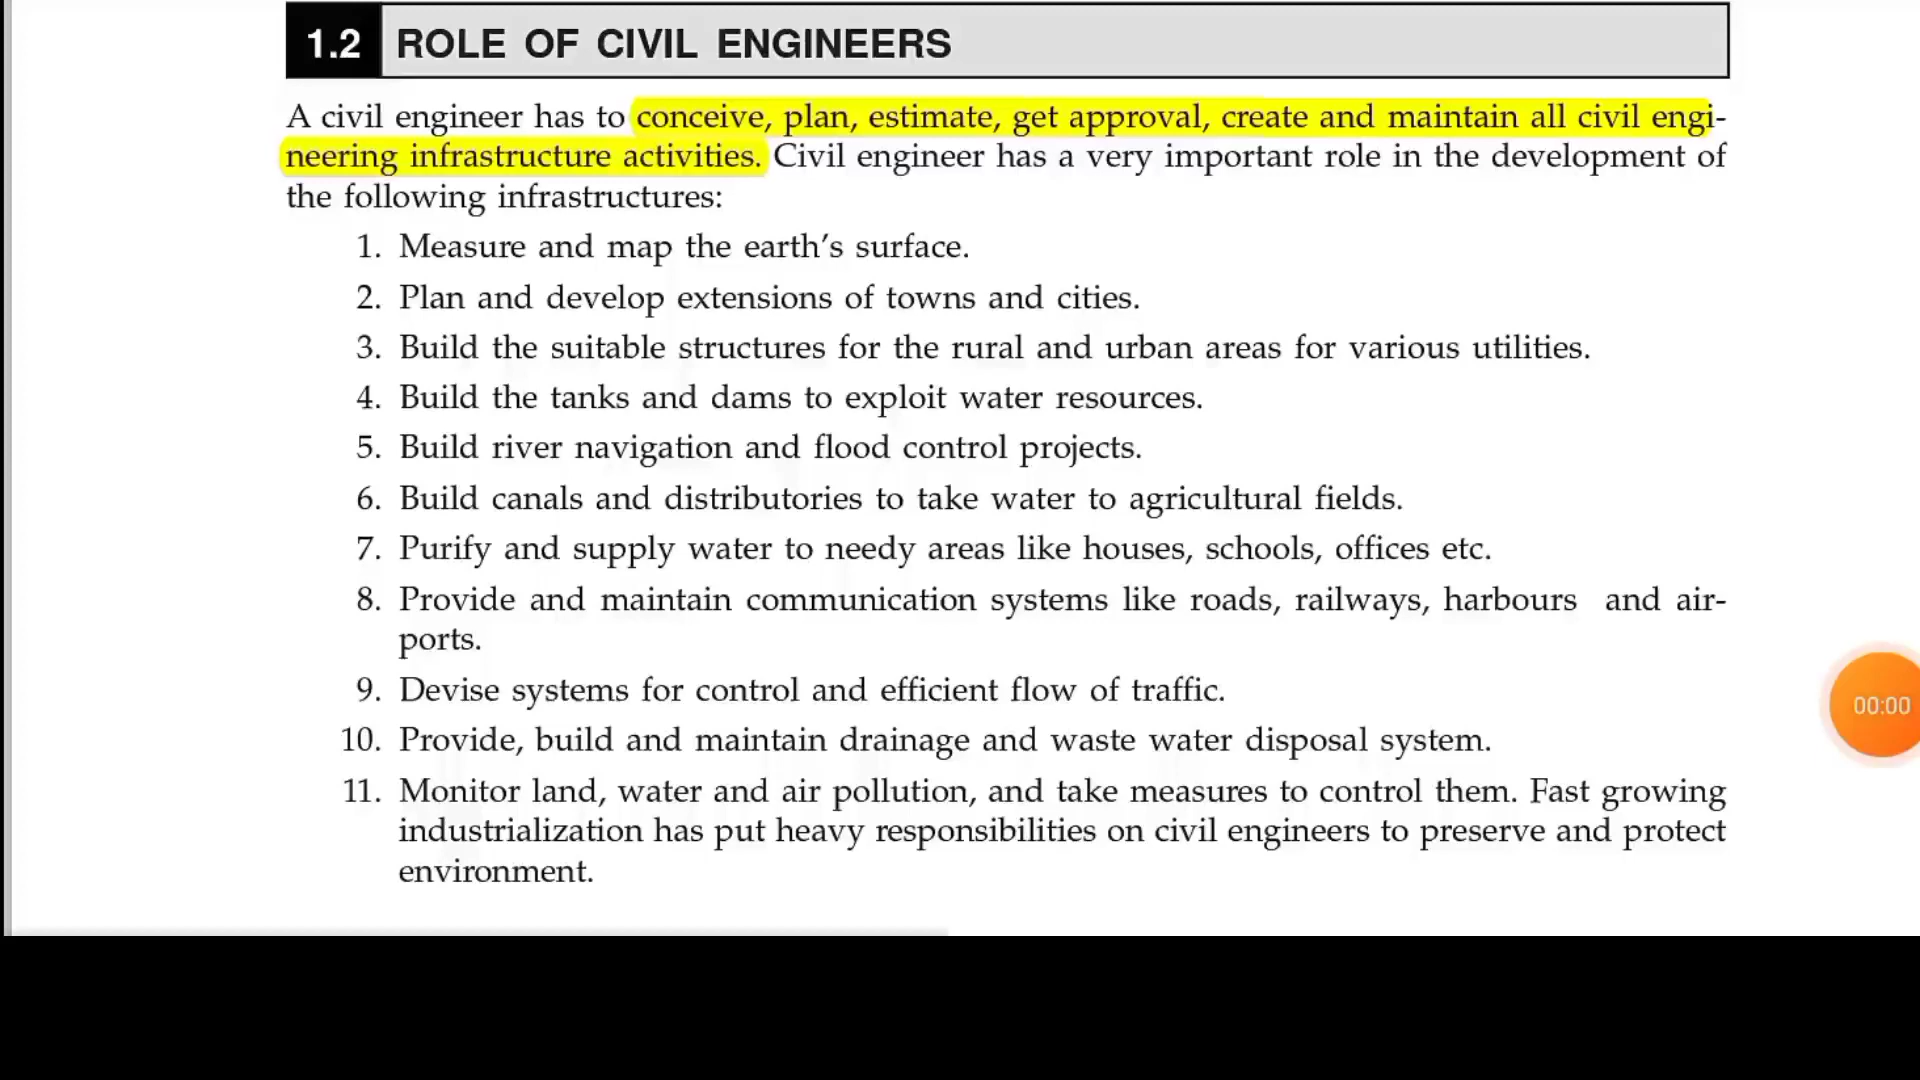 1.2 ROLE OF CIVIL ENGINEERS
A civil engineer has to conceive, plan, estimate, get approval, create and maintain all civil engi-
neering infrastructure activities. Civil engineer has a very important role in the development of
the following infrastructures:
1. Measure and map the earth’s surface.
2. Plan and develop extensions of towns and cities.
3. Build the suitable structures for the rural and urban areas for various utilities.
4. Build the tanks and dams to exploit water resources.
5. Build river navigation and flood control projects.
6. Build canals and distributories to take water to agricultural fields.
7. Purify and supply water to needy areas like houses, schools, offices etc.
8. Provide and maintain communication systems like roads, railways, harbours and air-
ports.
00:00
9. Devise systems for control and efficient flow of traffic.
10. Provide, build and maintain drainage and waste water disposal system.
11. Monitor land, water and air pollution, and take measures to control them. Fast growing
industrialization has put heavy responsibilities on civil engineers to preserve and protect
environment.